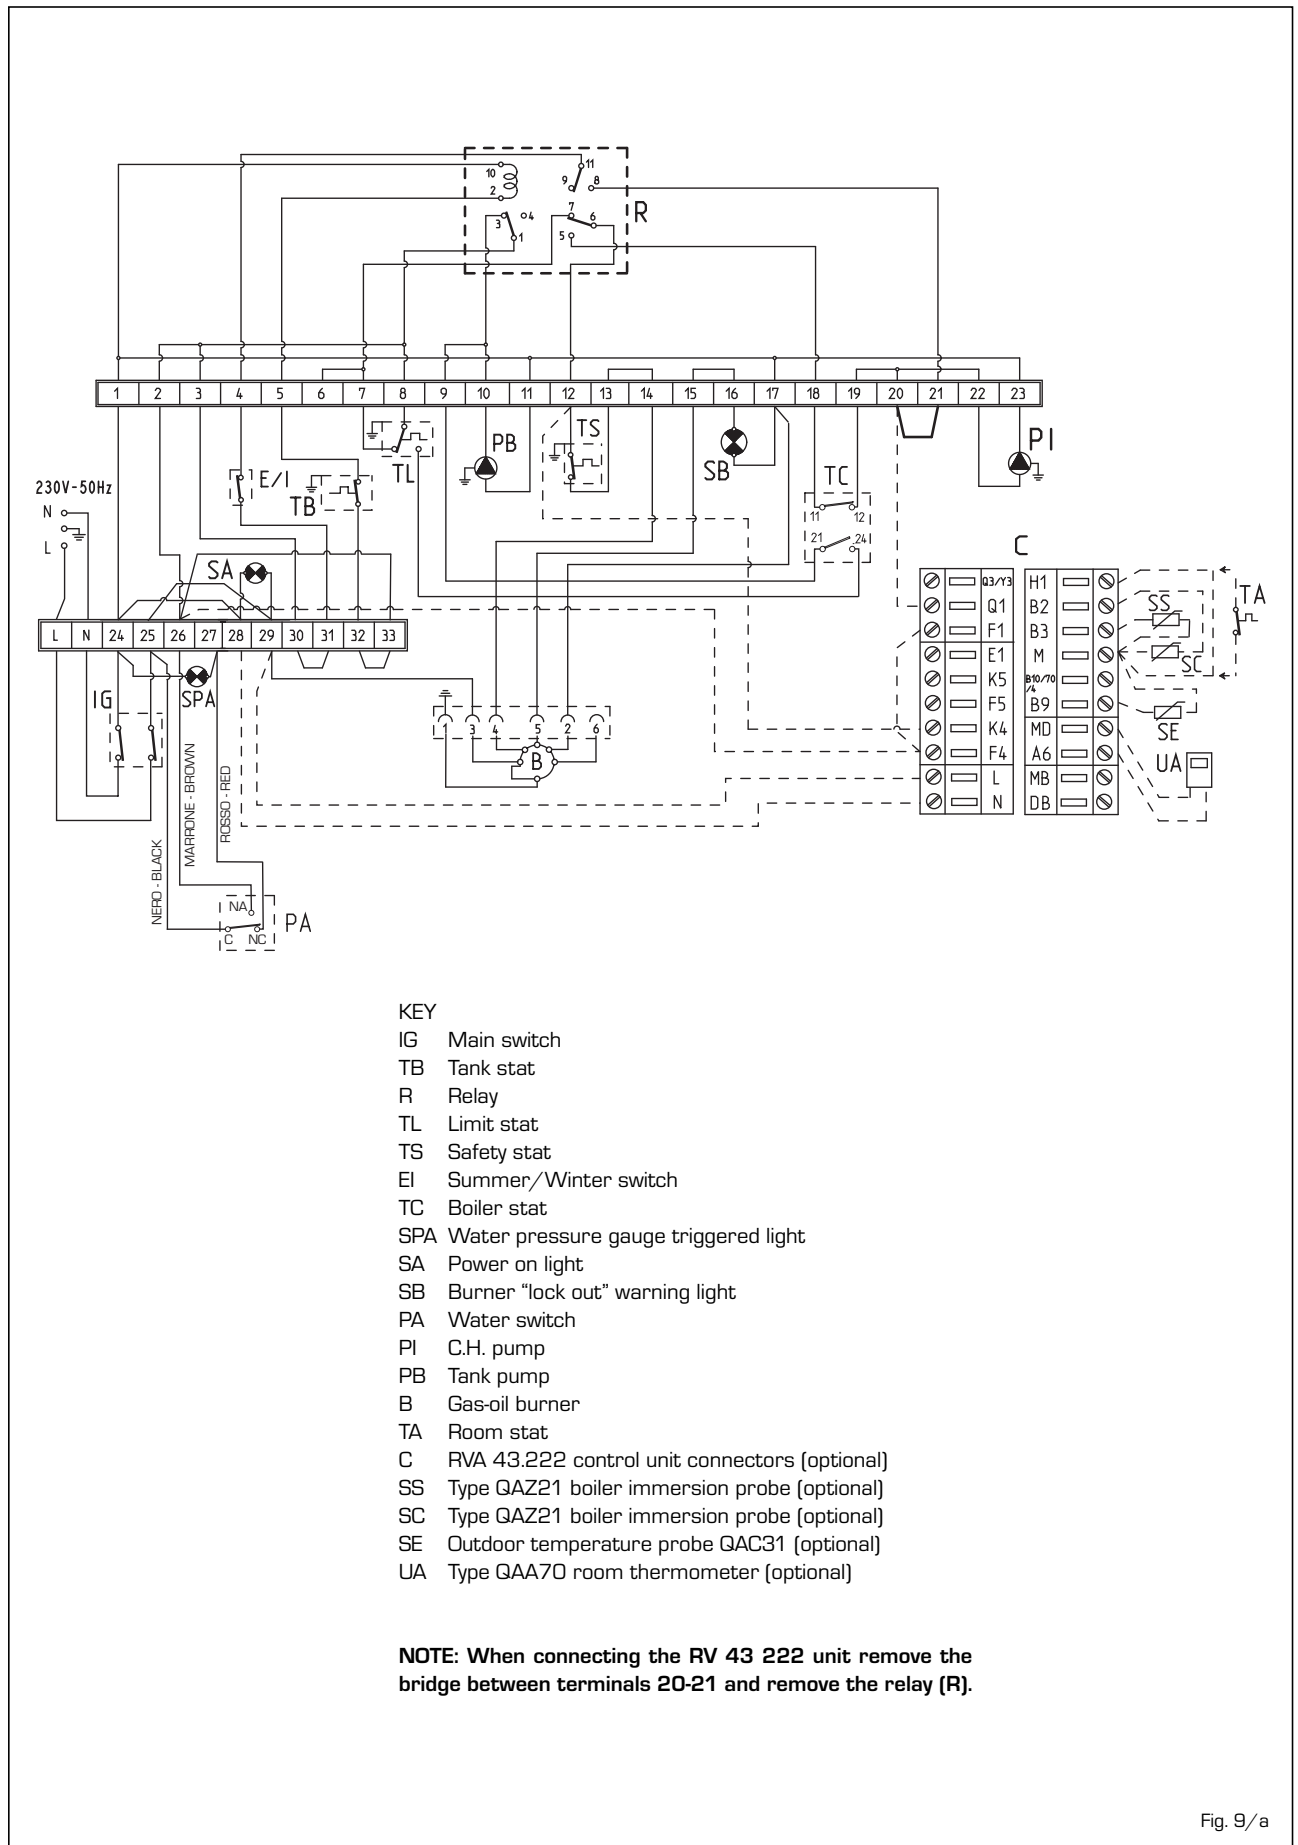 10
11
9
8
2
7
6
R
3
4
5
1
1 2 3 4 5 6 7 8 9 10 11 12 13 14 15 16 17 18 19 20 21 22 23
E/I
TB
TL
PB
TS
SB
TC
PI
230V-50Hz
N
L
11 12
21 24
SA
C
L N 24 25 26 27 28 29 30 31 32 33
IG
SPA
1 3 4 5 2 6
B
Q3/Y3 H1
Q1 B2
F1 B3
E1 M
K5 B10/70/4
F5 B9
K4 MD
F4 A6
L MB
N DB
SS
SC
TA
SE
UA
NERO - BLACK
MARRONE - BROWN
ROSSO - RED
NA
C NC
PA
KEY
IG Main switch
TB Tank stat
R Relay
TL Limit stat
TS Safety stat
EI Summer/Winter switch
TC Boiler stat
SPA Water pressure gauge triggered light
SA Power on light
SB Burner “lock out” warning light
PA Water switch
PI C.H. pump
PB Tank pump
B Gas-oil burner
TA Room stat
C RVA 43.222 control unit connectors (optional)
SS Type QAZ21 boiler immersion probe (optional)
SC Type QAZ21 boiler immersion probe (optional)
SE Outdoor temperature probe QAC31 (optional)
UA Type QAA70 room thermometer (optional)
NOTE: When connecting the RV 43 222 unit remove the
bridge between terminals 20-21 and remove the relay (R).
Fig. 9/a